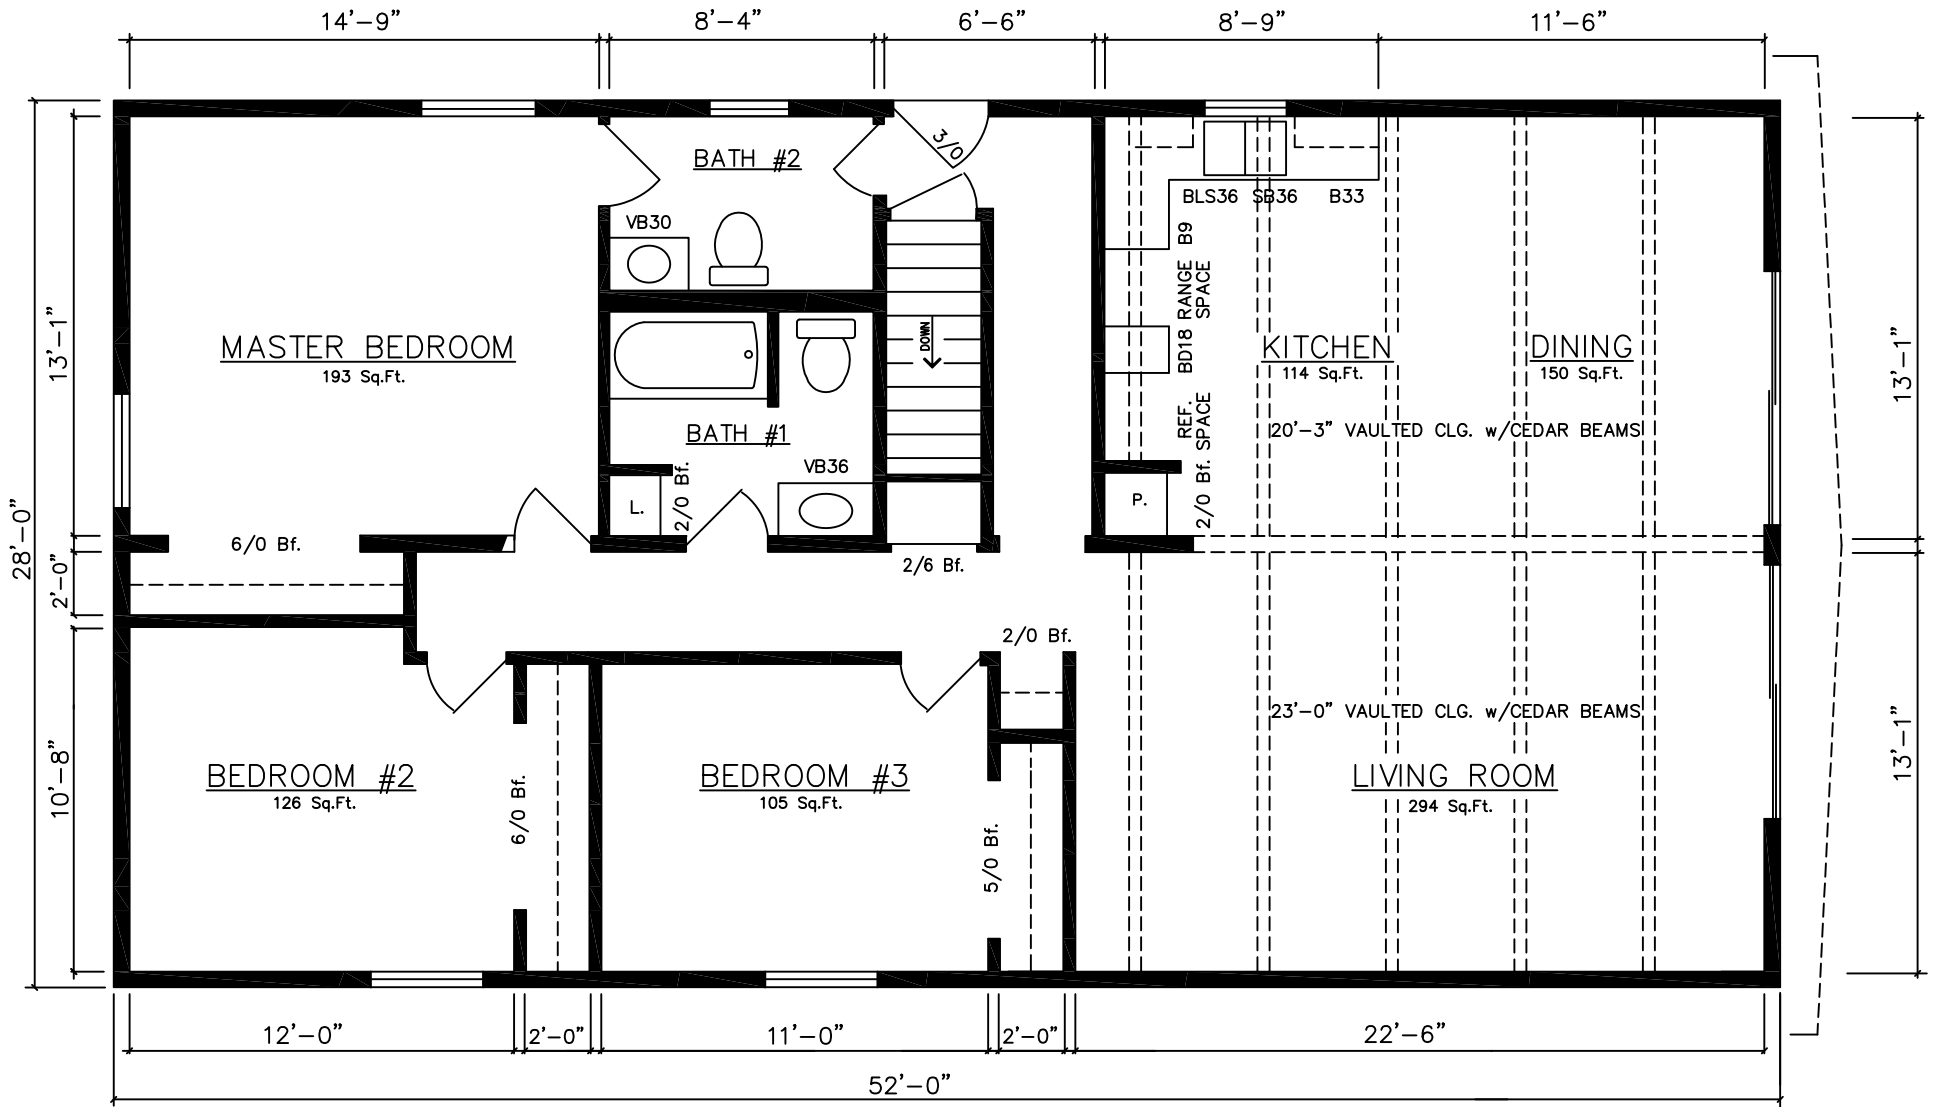 14'-9"
8'-4"
6'-6"
8'-9"
11'-6"
3/0
BATH #2
VB30
BLS36 SB36 B33
B9
RANGE SPACE
BD18
REF. SPACE
2/0 Bf.
13'-1"
MASTER BEDROOM
193 Sq.Ft.
DOWN
KITCHEN
114 Sq.Ft.
DINING
150 Sq.Ft.
13'-1"
BATH #1
20'-3" VAULTED CLG. w/CEDAR BEAMS
VB36
L.
2/0 Bf.
P.
28'-0"
6/0 Bf.
2/6 Bf.
2'-0"
2/0 Bf.
23'-0" VAULTED CLG. w/CEDAR BEAMS
10'-8"
BEDROOM #2
126 Sq.Ft.
6/0 Bf.
BEDROOM #3
105 Sq.Ft.
5/0 Bf.
LIVING ROOM
294 Sq.Ft.
13'-1"
12'-0"
2'-0"
11'-0"
2'-0"
22'-6"
52'-0"